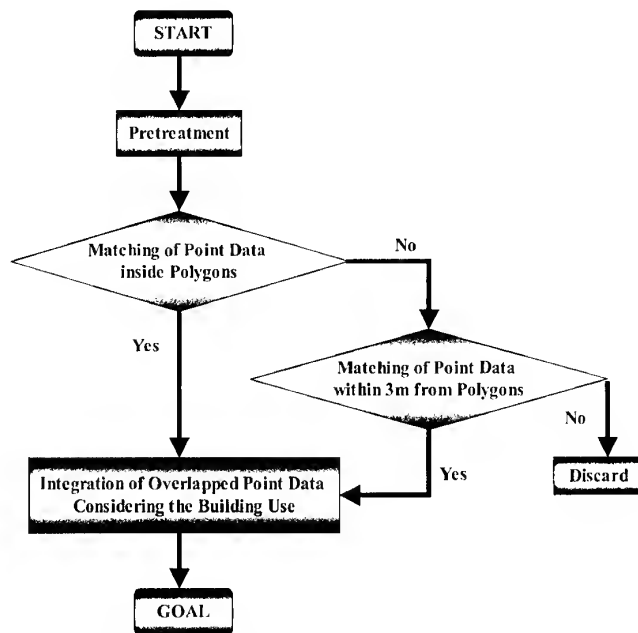 START
Pretreatment
Matching of Point Data
inside Polygons
No
Yes
Matching of Point Data
within 3m from Polygons
No
Yes
Integration of Overlapped Point Data
Considering the Building Use
Discard
GOAL